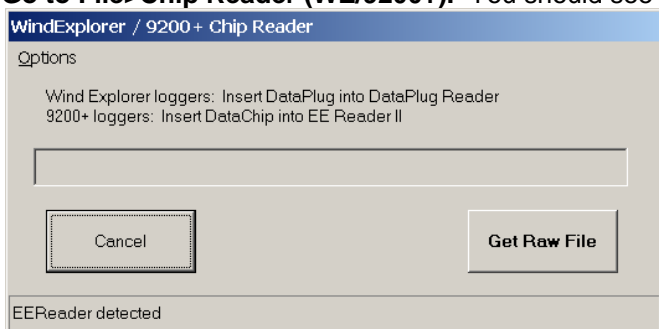 Go to File>Chip Reader (WE/9200+). You should see
WindExplorer / 9200+ Chip Reader
Options
Wind Explorer loggers: Insert DataPlug into DataPlug Reader
9200+ loggers: Insert DataChip into EE Reader II
Cancel
Get Raw File
EEReader detected